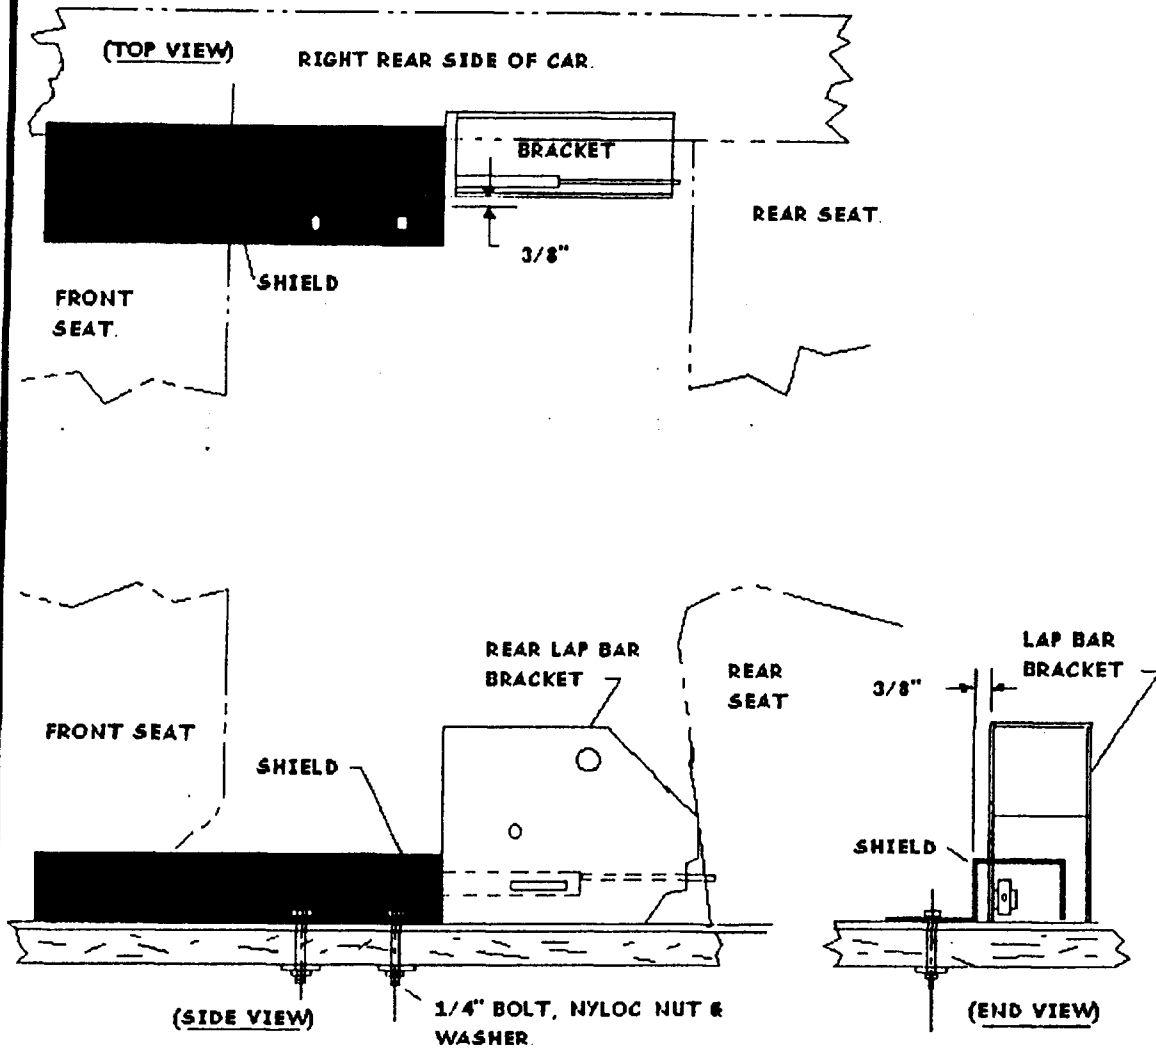 (TOP VIEW)
RIGHT REAR SIDE OF CAR.
BRACKET
REAR SEAT.
3/8"
SHIELD
FRONT
SEAT.
REAR LAP BAR
BRACKET
REAR
SEAT
LAP BAR
BRACKET
3/8"
FRONT SEAT
SHIELD
SHIELD
(SIDE VIEW)
1/4" BOLT, NYLOC NUT &
WASHER.
(END VIEW)